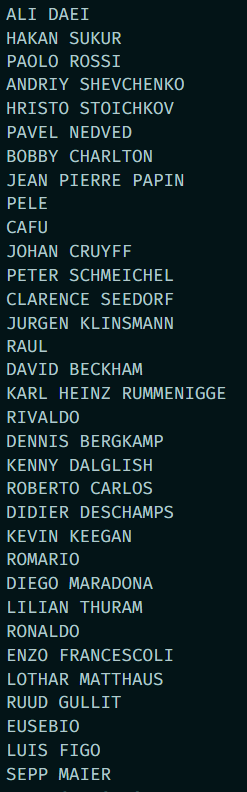 ALI DAEI
HAKAN SUKUR
PAOLO ROSSI
ANDRIY SHEVCHENKO
HRISTO STOICHKOV
PAVEL NEDVED
BOBBY CHARLTON
JEAN PIERRE PAPIN
PELE
CAFU
JOHAN CRUYFF
PETER SCHMEICHEL
CLARENCE SEEDORF
JURGEN KLINSMANN
RAUL
DAVID BECKHAM
KARL HEINZ RUMMENIGGE
RIVALDO
DENNIS BERGKAMP
KENNY DALGLISH
ROBERTO CARLOS
DIDIER DESCHAMPS
KEVIN KEEGAN
ROMARIO
DIEGO MARADONA
LILIAN THURAM
RONALDO
ENZO FRANCESCOLI
LOTHAR MATTHAUS
RUUD GULLIT
EUSEBIO
LUIS FIGO
SEPP MAIER